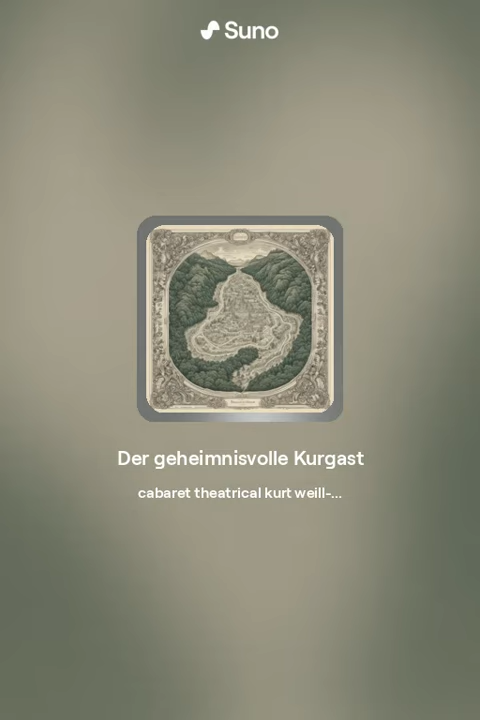 Suno
Der geheimnisvolle Kurgast
cabaret theatrical kurt weill-...